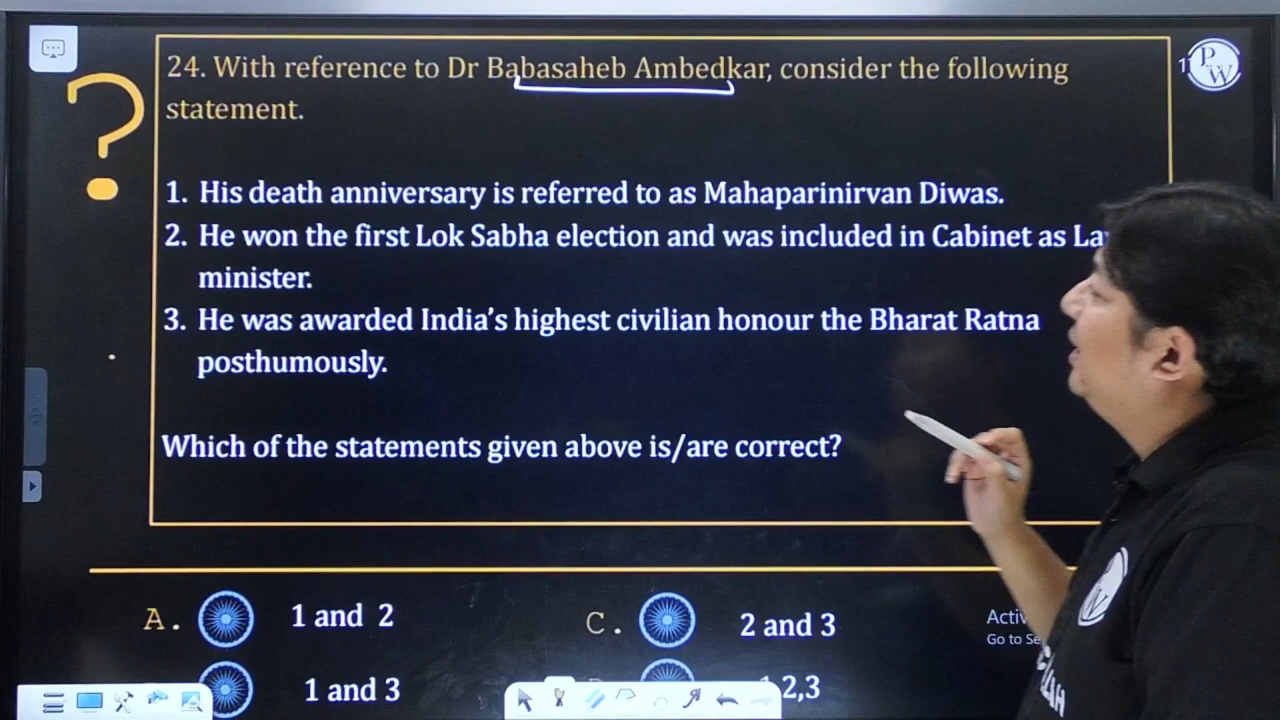 24. With reference to Dr Babasaheb Ambedkar, consider the following
statement.
1. His death anniversary is referred to as Mahaparinirvan Diwas.
2. He won the first Lok Sabha election and was included in Cabinet as
minister.
3. He was awarded India's highest civilian honour the Bharat Ratna
posthumously.
Which of the statements given above is/are correct?
A. 1 and 2
C. 2 and 3
1 and 3
2,3
Go to
PW